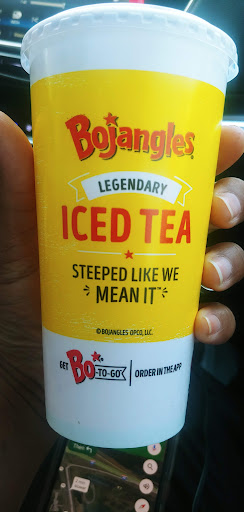 Bojangles
LEGENDARY
ICED TEA
STEEPED LIKE WE
MEAN IT™
© BOJANGLES OPCO, LLC.
GET Bo-TO-GO | ORDER IN THE APP